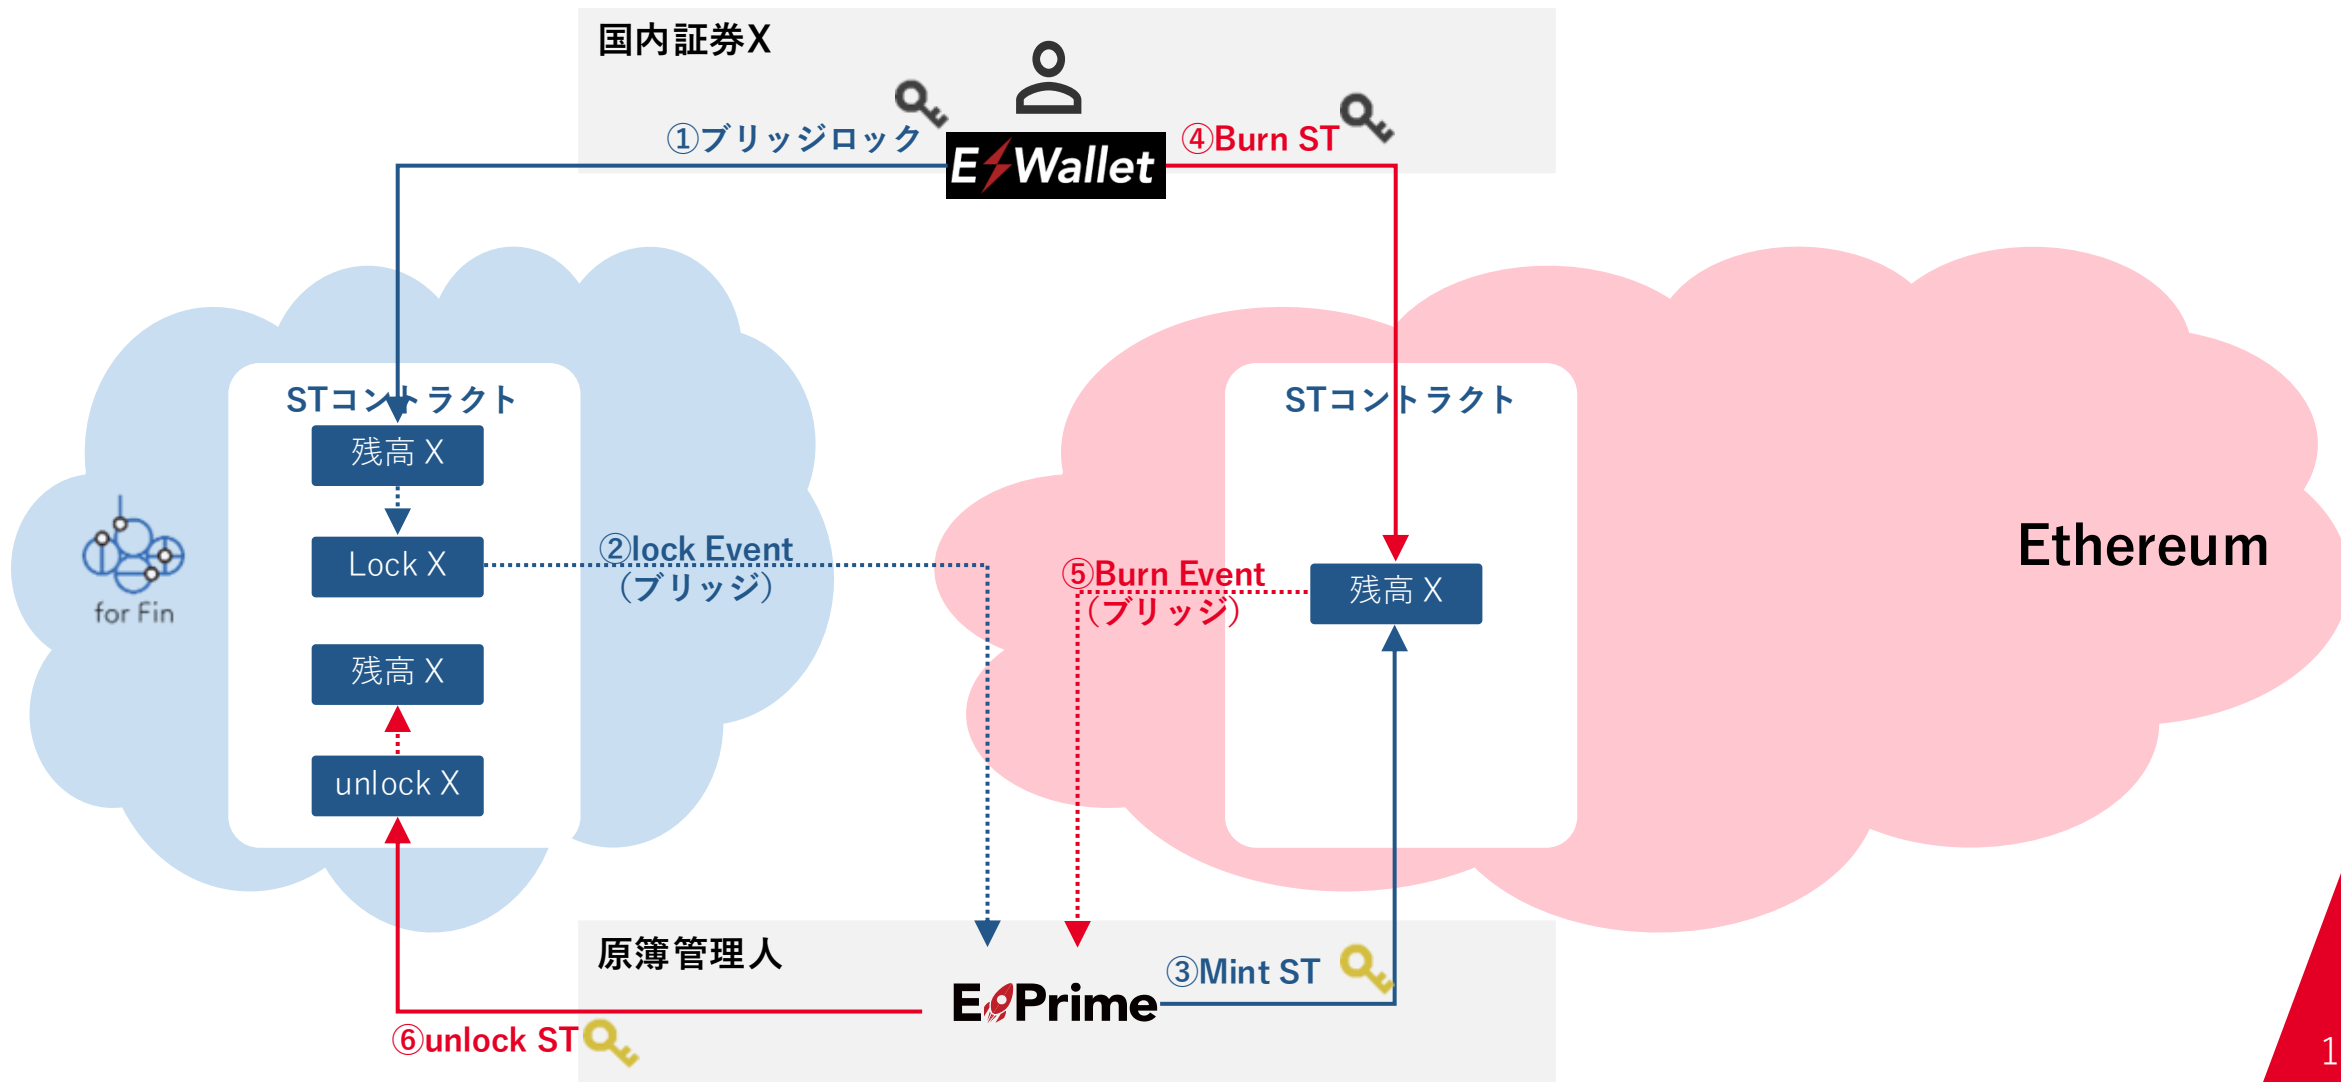 国内証券X
①ブリッジロック
④Burn ST
E Wallet
STコントラクト
残高 X
Lock X
残高 X
unlock X
for Fin
②lock Event
（ブリッジ）
STコントラクト
残高 X
⑤Burn Event
（ブリッジ）
Ethereum
原簿管理人
E Prime
③Mint ST
⑥unlock ST
1